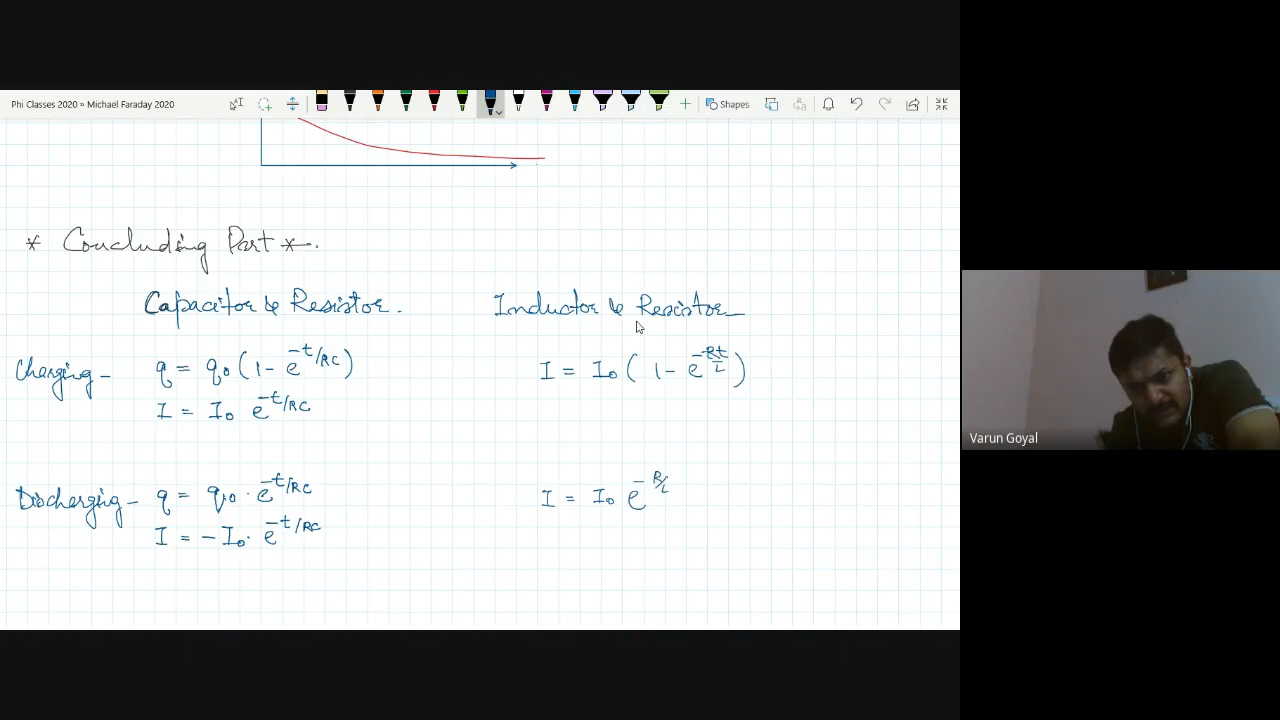 Phi Classes 2020 » Michael Faraday 2020
Shapes
* Concluding Part *.
Capacitor & Resistor. Inductor & Resistor
Charging - q = q₀ (1 - e^-t/RC) I = I₀ (1 - e^-Rt/L)
I = I₀ e^-t/RC
Discharging - q = q₀ . e^-t/RC I = I₀ e^-R/L
I = - I₀ . e^-t/RC
Varun Goyal